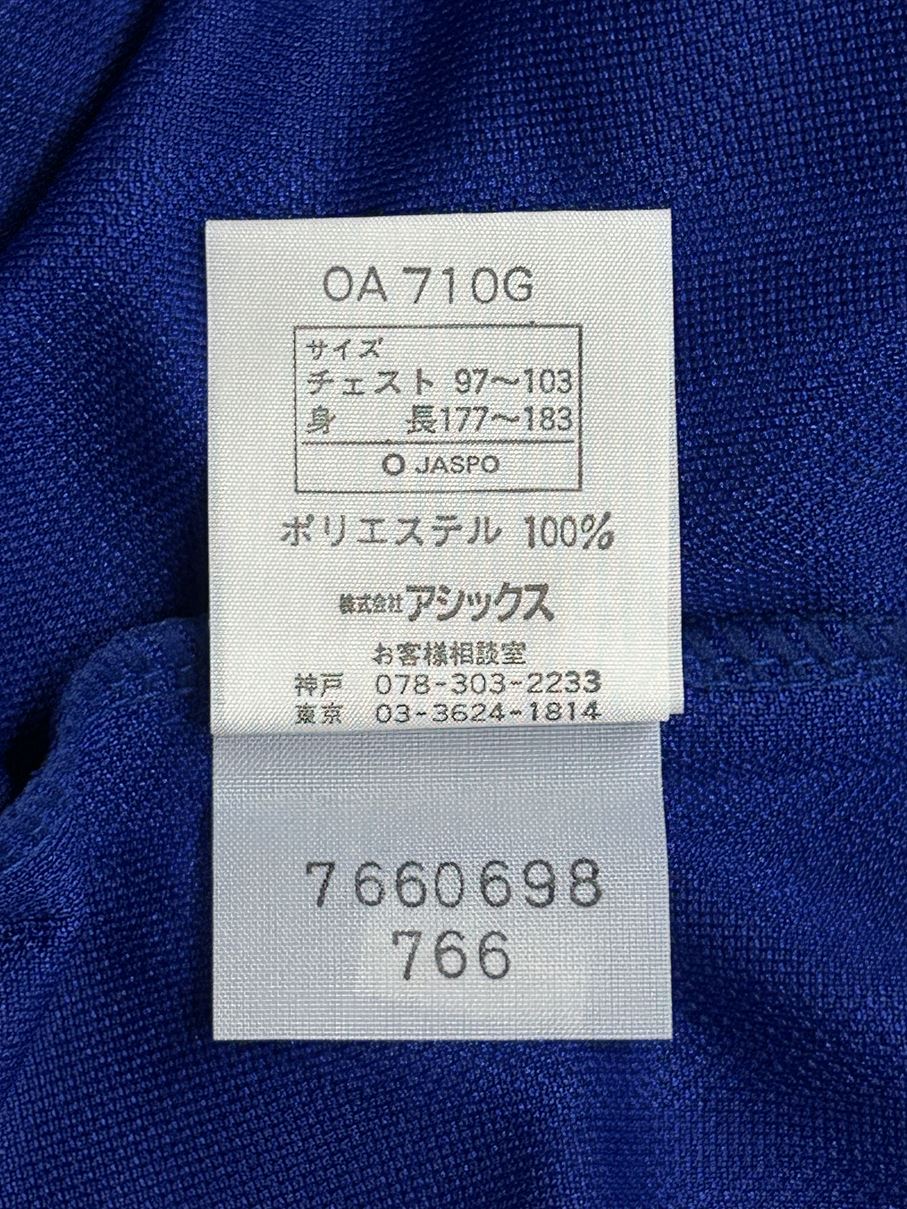 OA 710G
サイズ
チェスト 97〜103
身 長177〜183
O JASPO
ポリエステル 100%
株式会社アシックス
お客様相談室
神戸 078-303-2233
東京 03-3624-1814
7660698
766